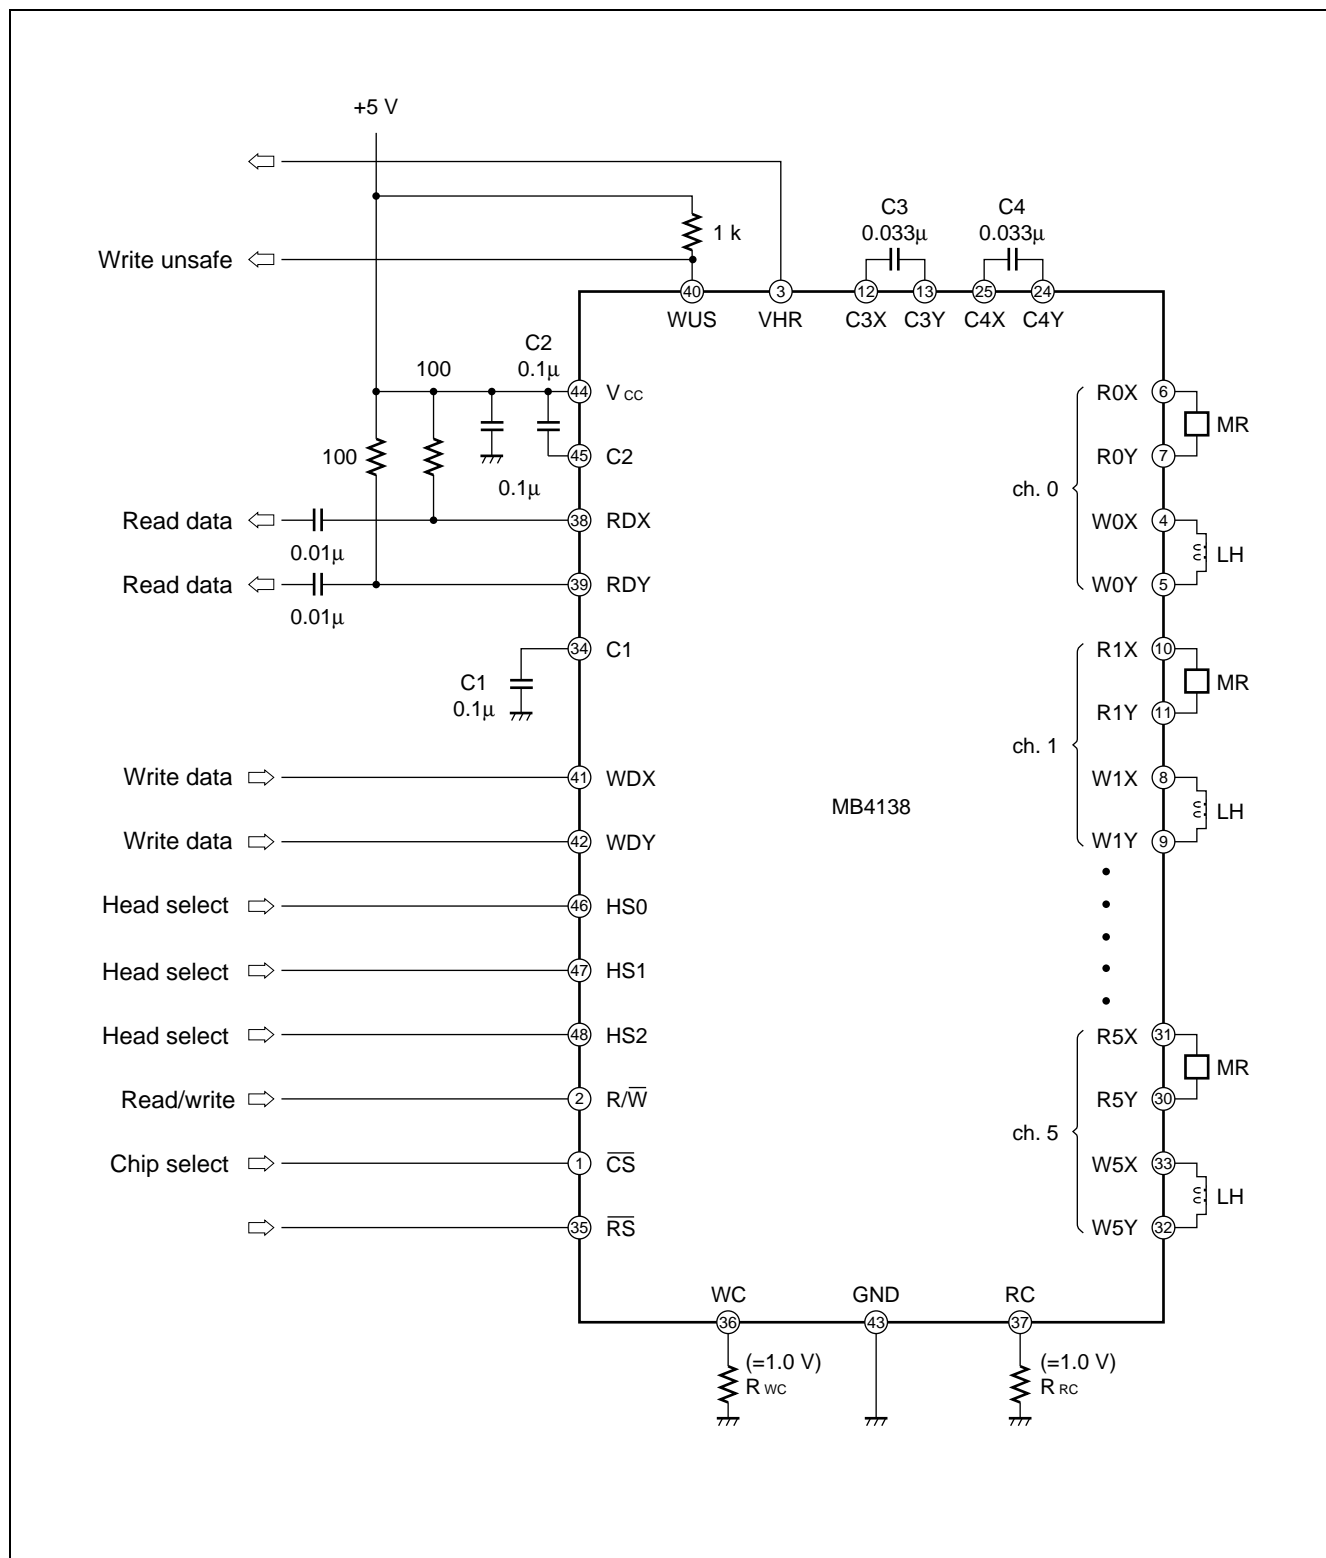 +5 V
1 k
C3
0.033µ
C4
0.033µ
Write unsafe
40
3
12
13
25
24
WUS
VHR
C3X
C3Y
C4X
C4Y
C2
0.1µ
100
44
VCC
100
45
C2
0.1µ
Read data
38
RDX
0.01µ
Read data
39
RDY
0.01µ
34
C1
C1
0.1µ
Write data
41
WDX
Write data
42
WDY
Head select
46
HS0
Head select
47
HS1
Head select
48
HS2
Read/write
2
R/W̅
Chip select
1
C̅S̅
35
R̅S̅
MB4138
ch. 0
R0X
6
MR
R0Y
7
W0X
4
LH
W0Y
5
ch. 1
R1X
10
MR
R1Y
11
W1X
8
LH
W1Y
9
ch. 5
R5X
31
MR
R5Y
30
W5X
33
LH
W5Y
32
WC
GND
RC
36
43
37
(=1.0 V)
R WC
(=1.0 V)
R RC